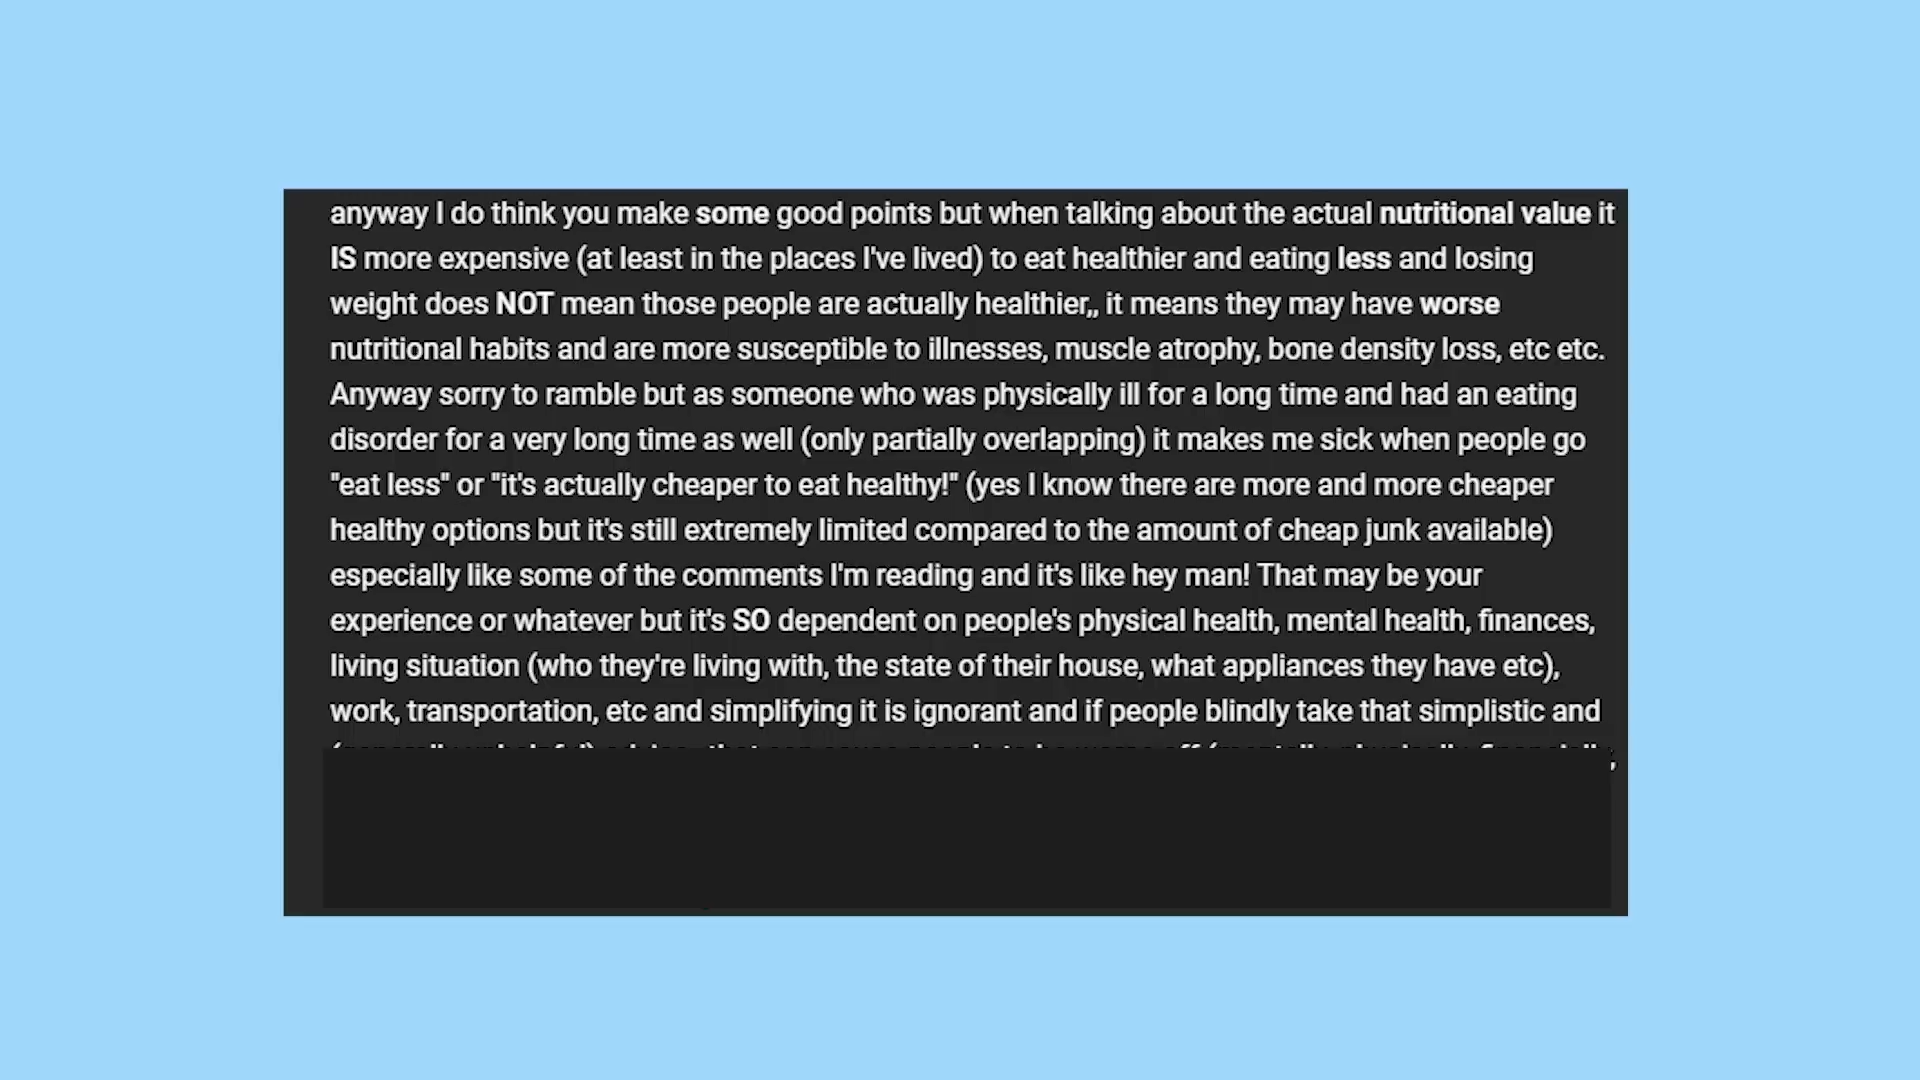 anyway I do think you make some good points but when talking about the actual nutritional value it
IS more expensive (at least in the places I've lived) to eat healthier and eating less and losing
weight does NOT mean those people are actually healthier,, it means they may have worse
nutritional habits and are more susceptible to illnesses, muscle atrophy, bone density loss, etc etc.
Anyway sorry to ramble but as someone who was physically ill for a long time and had an eating
disorder for a very long time as well (only partially overlapping) it makes me sick when people go
"eat less" or "it's actually cheaper to eat healthy!" (yes I know there are more and more cheaper
healthy options but it's still extremely limited compared to the amount of cheap junk available)
especially like some of the comments I'm reading and it's like hey man! That may be your
experience or whatever but it's SO dependent on people's physical health, mental health, finances,
living situation (who they're living with, the state of their house, what appliances they have etc),
work, transportation, etc and simplifying it is ignorant and if people blindly take that simplistic and